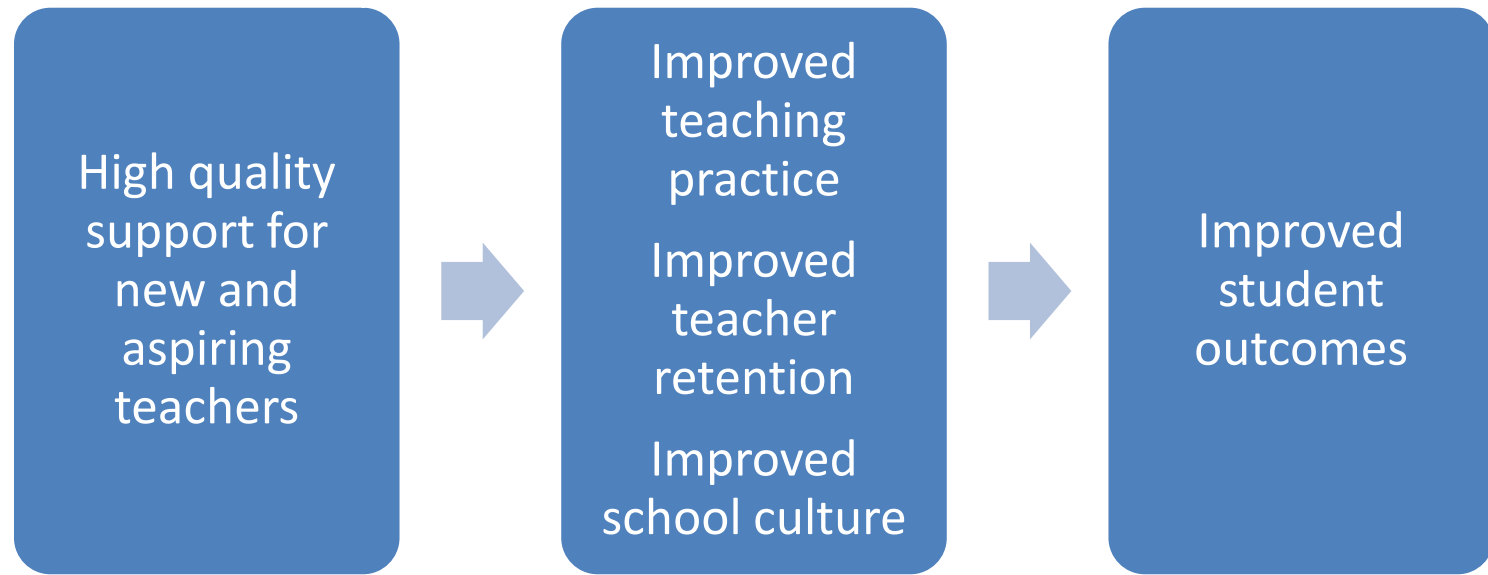 High quality
support for
new and
aspiring
teachers
Improved
teaching
practice
Improved
teacher
retention
Improved
school culture
Improved
student
outcomes